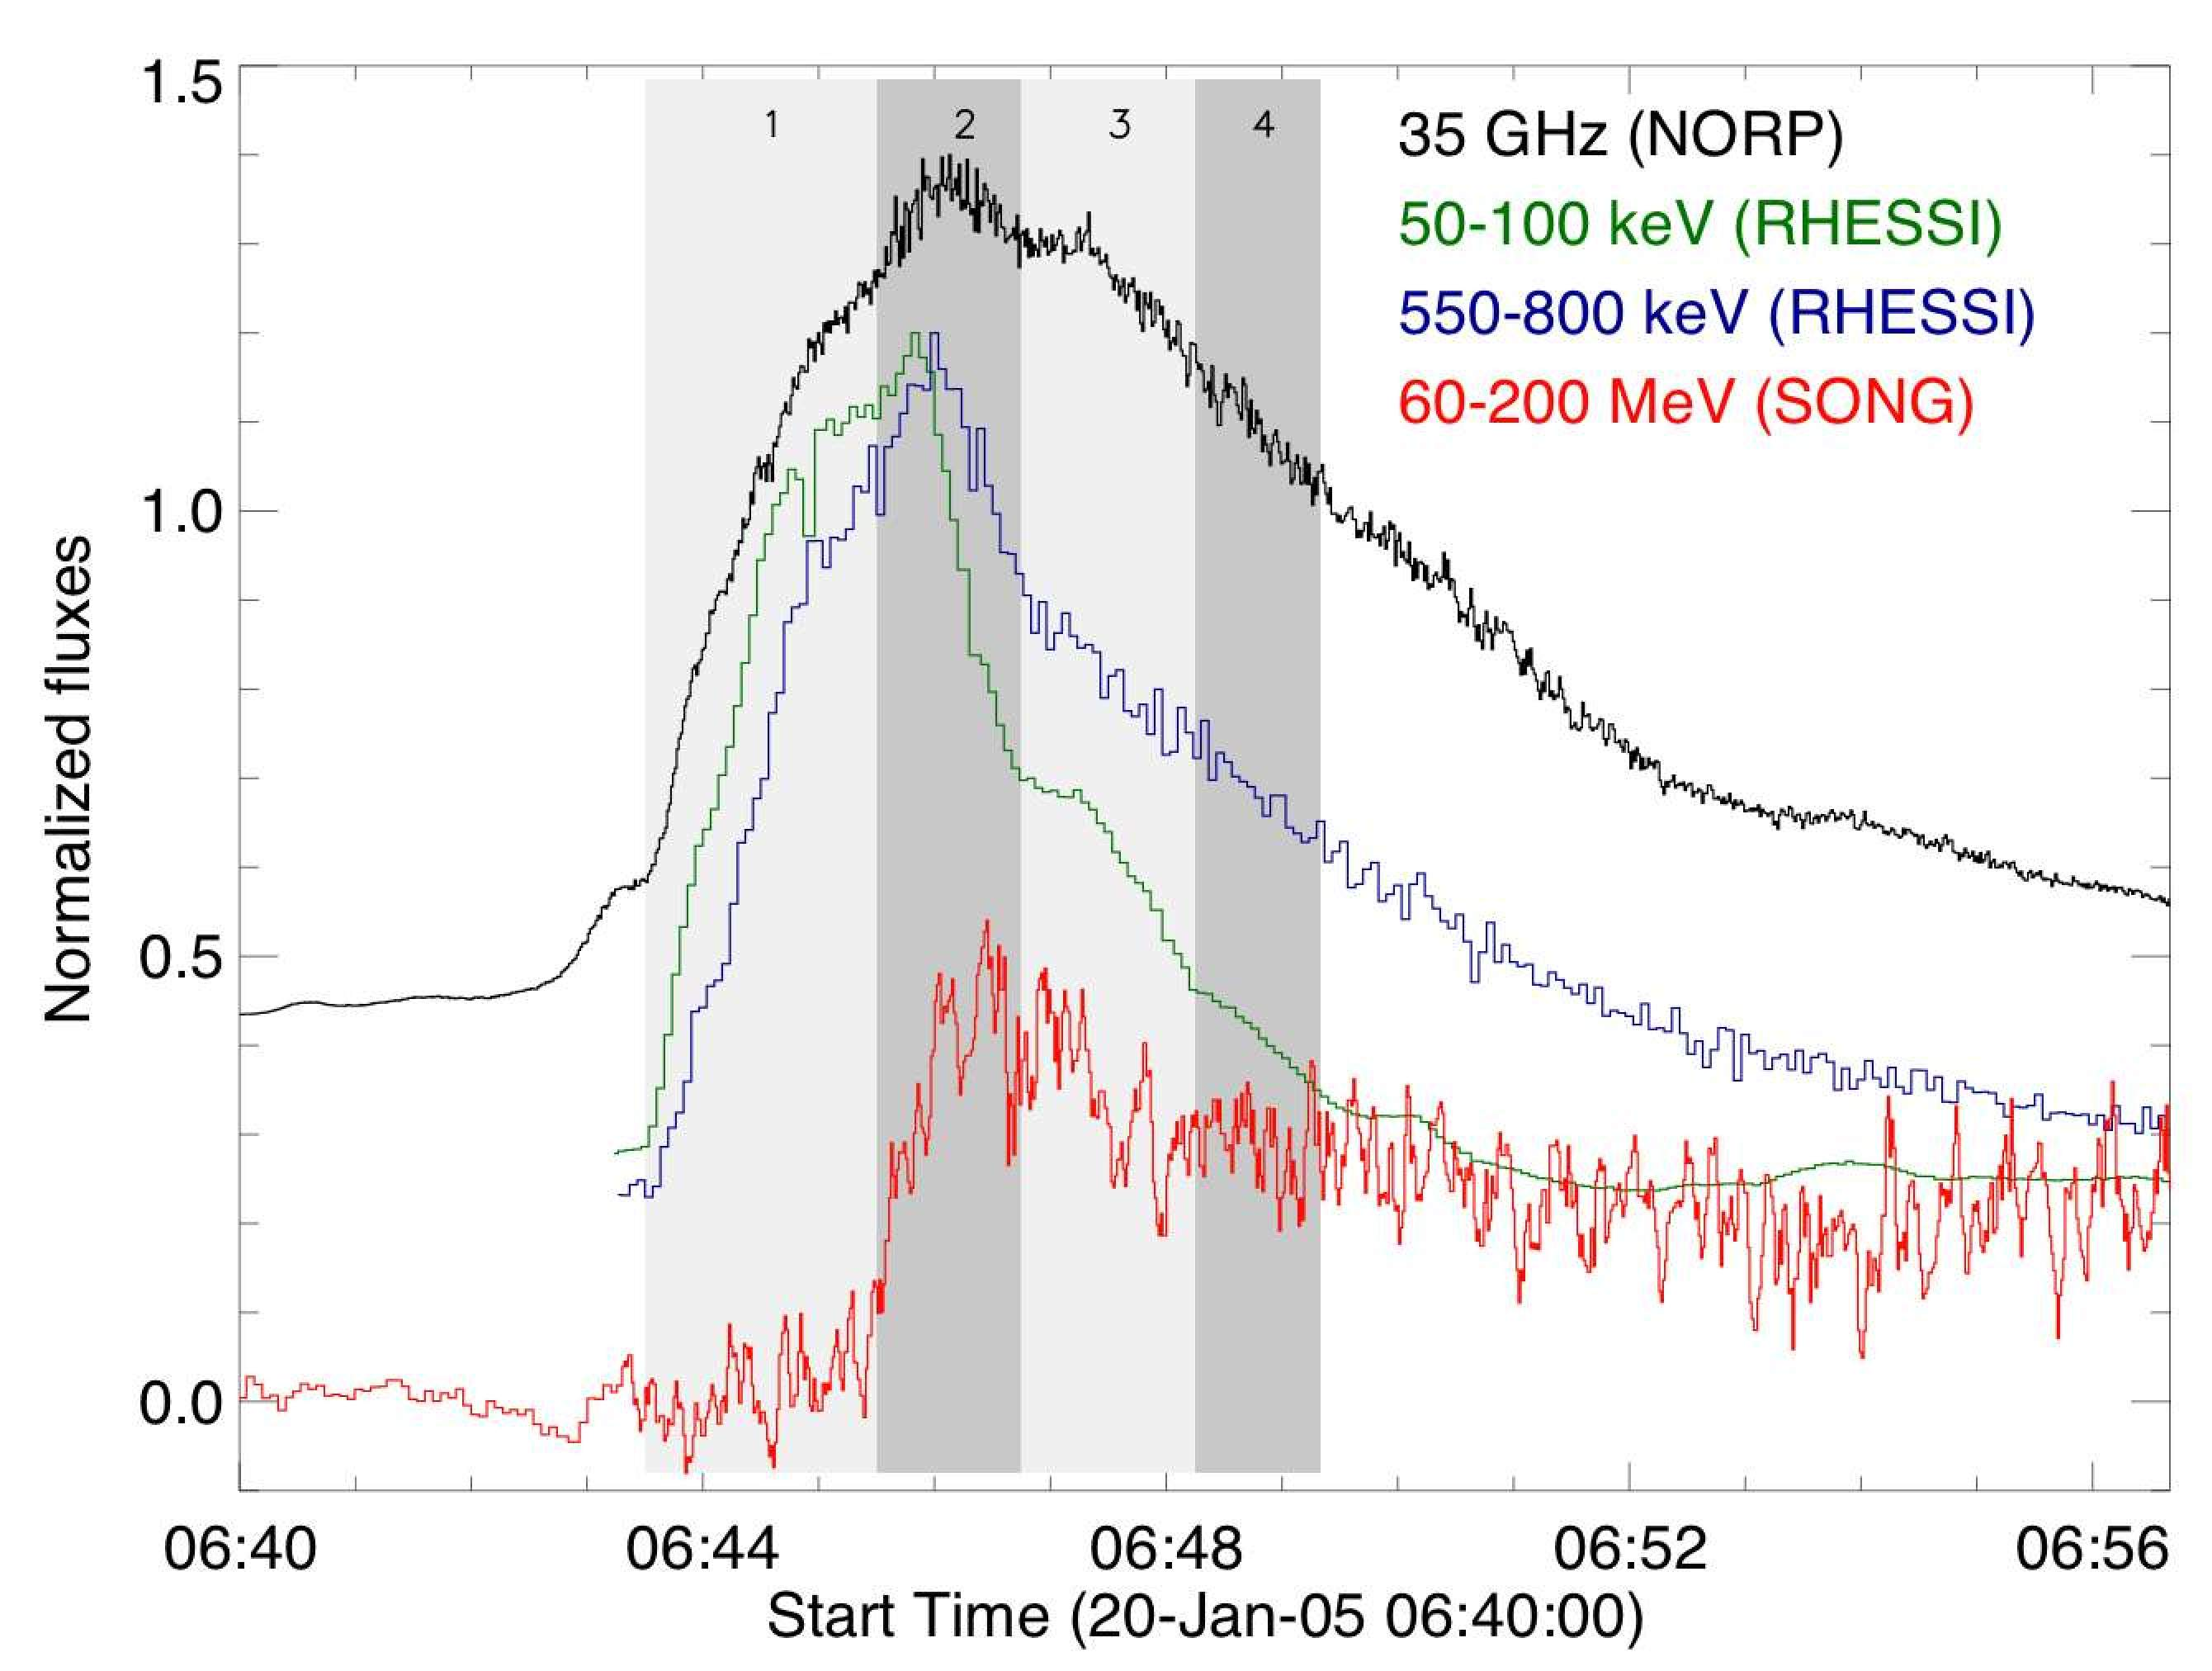 1.5
1 2 3 4
35 GHz (NORP)
50-100 keV (RHESSI)
550-800 keV (RHESSI)
60-200 MeV (SONG)
1.0
Normalized fluxes
0.5
0.0
06:40 06:44 06:48 06:52 06:56
Start Time (20-Jan-05 06:40:00)